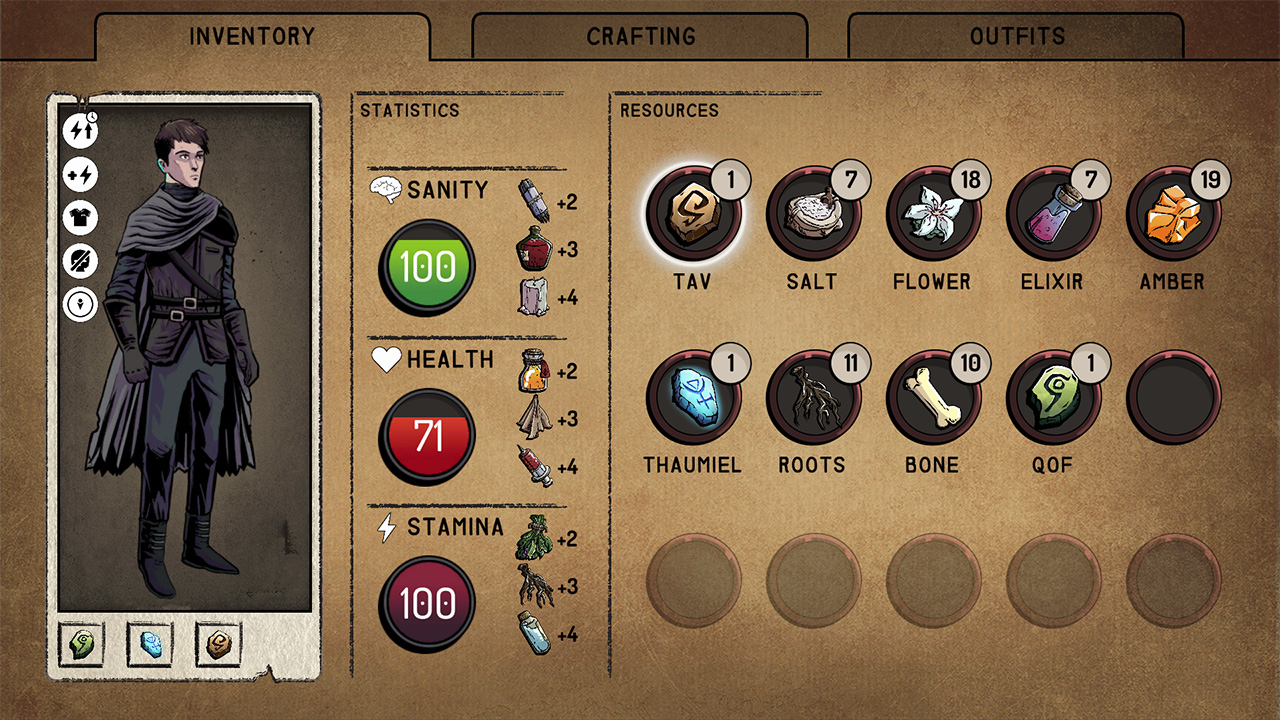 INVENTORY
CRAFTING
OUTFITS
STATISTICS
SANITY
100
+2
+3
+4
HEALTH
71
+2
+3
+4
STAMINA
100
+2
+3
+4
RESOURCES
1
7
18
7
19
TAV
SALT
FLOWER
ELIXIR
AMBER
1
11
10
1
THAUMIEL
ROOTS
BONE
QOF